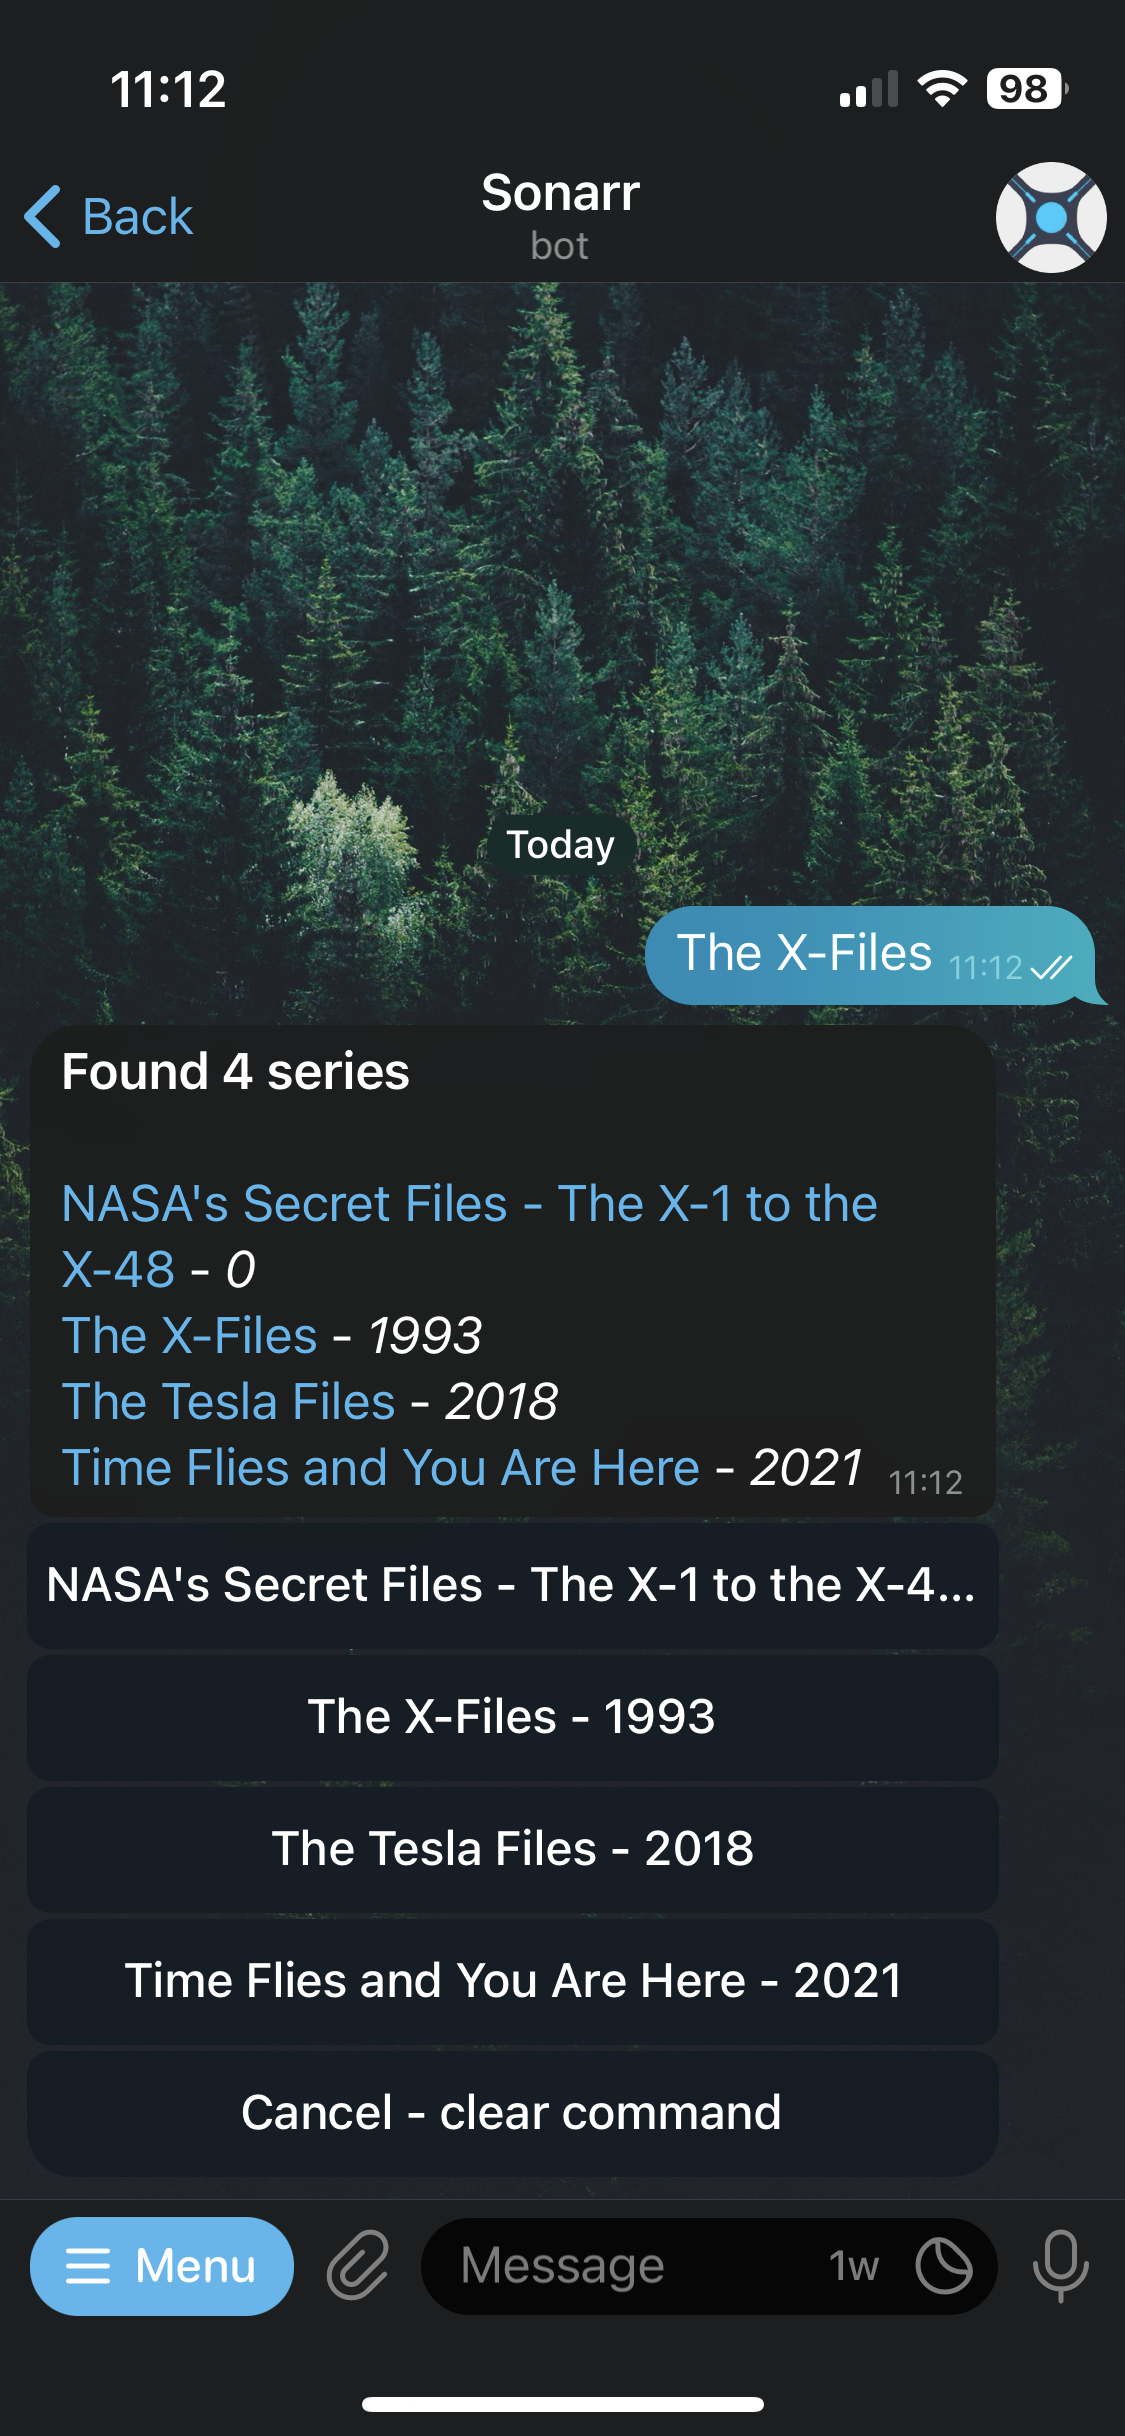 11:12
98
Back
Sonarr
bot
Today
The X-Files 11:12
Found 4 series
NASA's Secret Files - The X-1 to the
X-48 - 0
The X-Files - 1993
The Tesla Files - 2018
Time Flies and You Are Here - 2021 11:12
NASA's Secret Files - The X-1 to the X-4...
The X-Files - 1993
The Tesla Files - 2018
Time Flies and You Are Here - 2021
Cancel - clear command
Menu
Message
1w